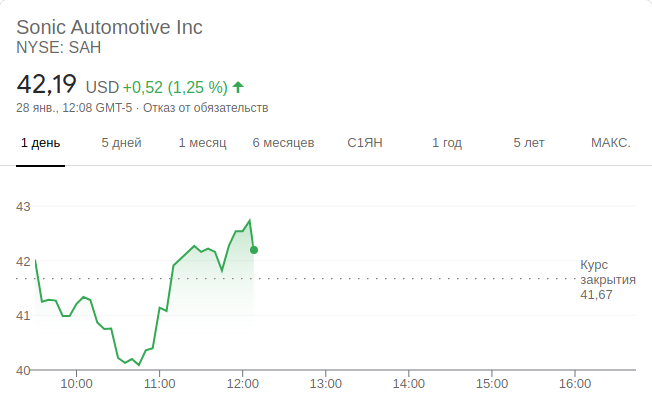 Sonic Automotive Inc
NYSE: SAH
42,19 USD +0,52 (1,25 %)
28 янв., 12:08 GMT-5 · Отказ от обязательств
1 день 5 дней 1 месяц 6 месяцев С1ЯН 1 год 5 лет МАКС.
43
42
Курс
закрытия
41,67
41
40
10:00 11:00 12:00 13:00 14:00 15:00 16:00